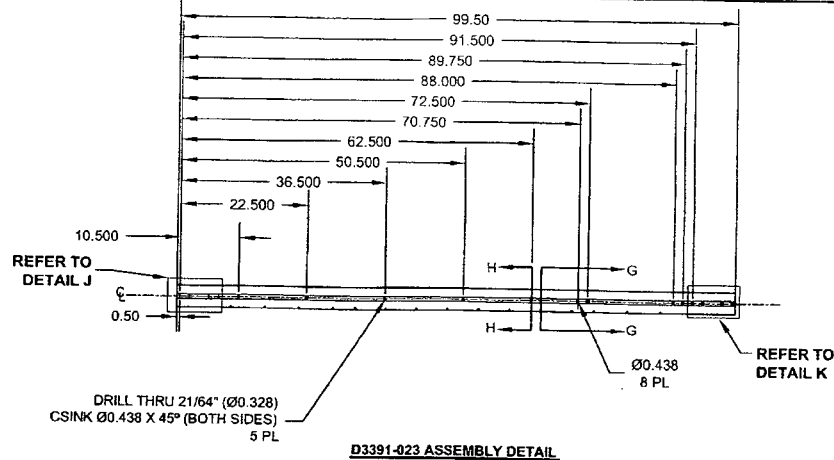 99.50
91.500
89.750
88.000
72.500
70.750
62.500
50.500
36.500
22.500
10.500
REFER TO
DETAIL J
H
G
℄
0.50
H
G
Ø0.438
8 PL
REFER TO
DETAIL K
DRILL THRU 21/64" (Ø0.328)
CSINK Ø0.438 X 45° (BOTH SIDES)
5 PL
D3391-023 ASSEMBLY DETAIL